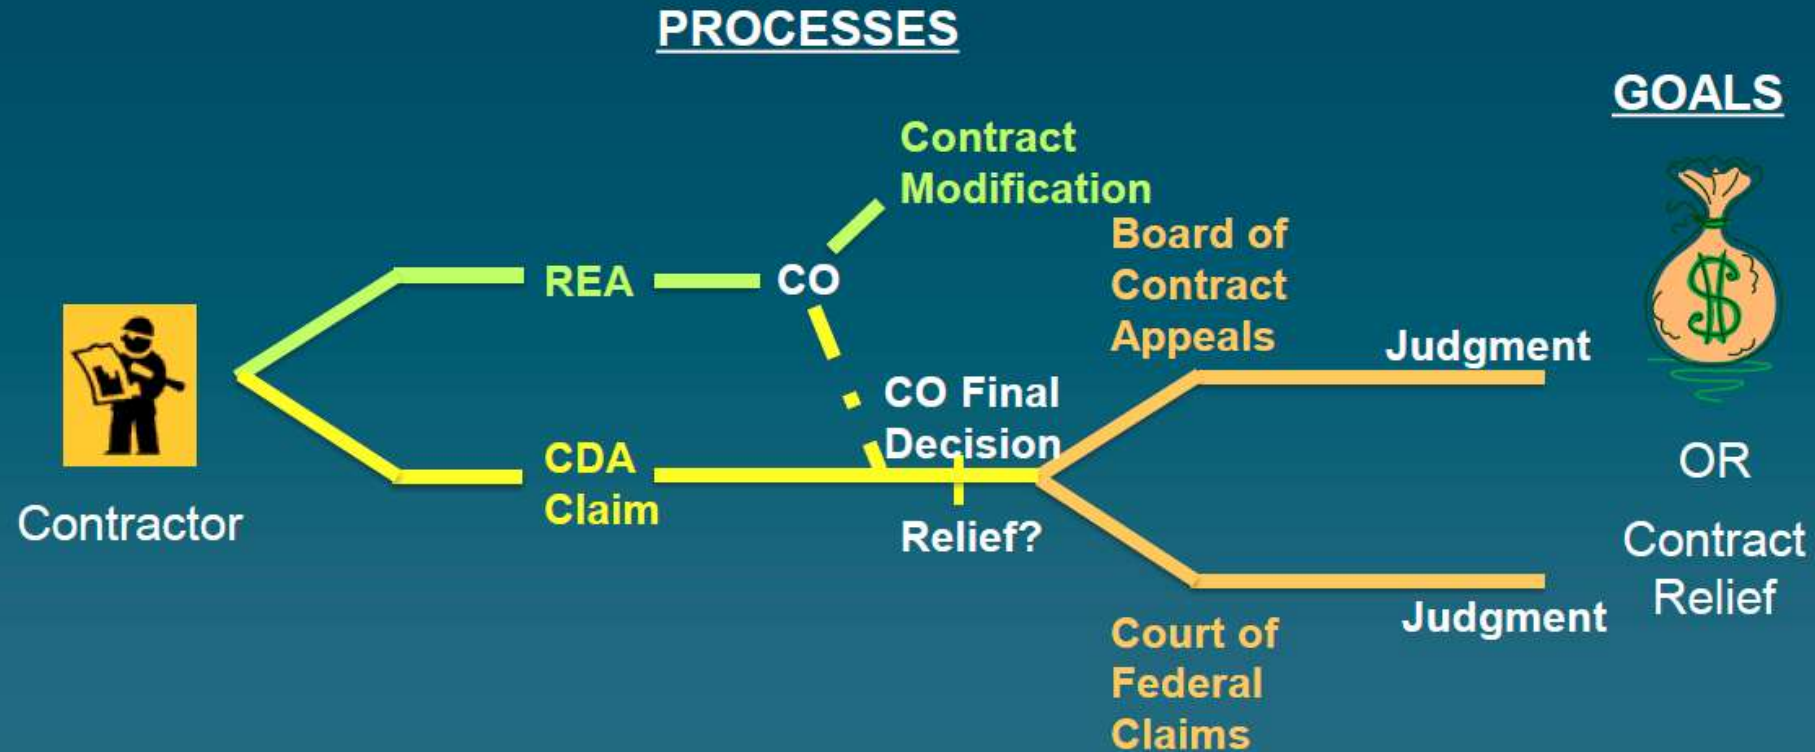 PROCESSES
GOALS
Contract
Modification
Board of
Contract
Appeals
REA
CO
Judgment
$
CO Final
Decision
CDA
Claim
OR
Contractor
Relief?
Contract
Relief
Judgment
Court of
Federal
Claims